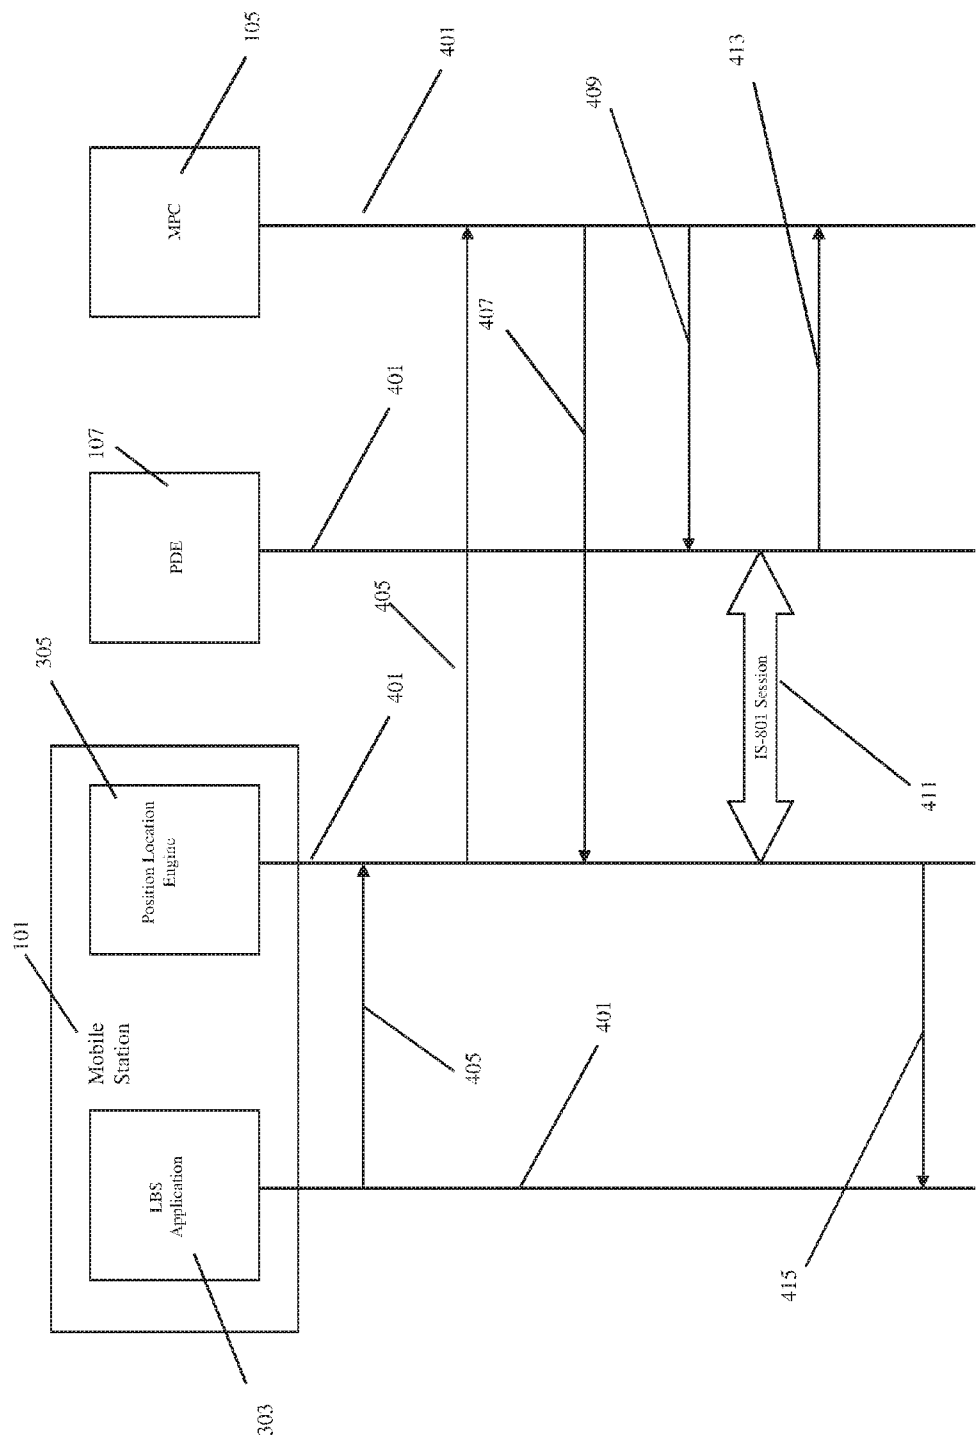 303
LBS
Application
Mobile
Station
101
Position Location
Engine
305
PDE
107
MPC
105
401
401
401
401
405
405
407
409
IS-801 Session
411
413
415